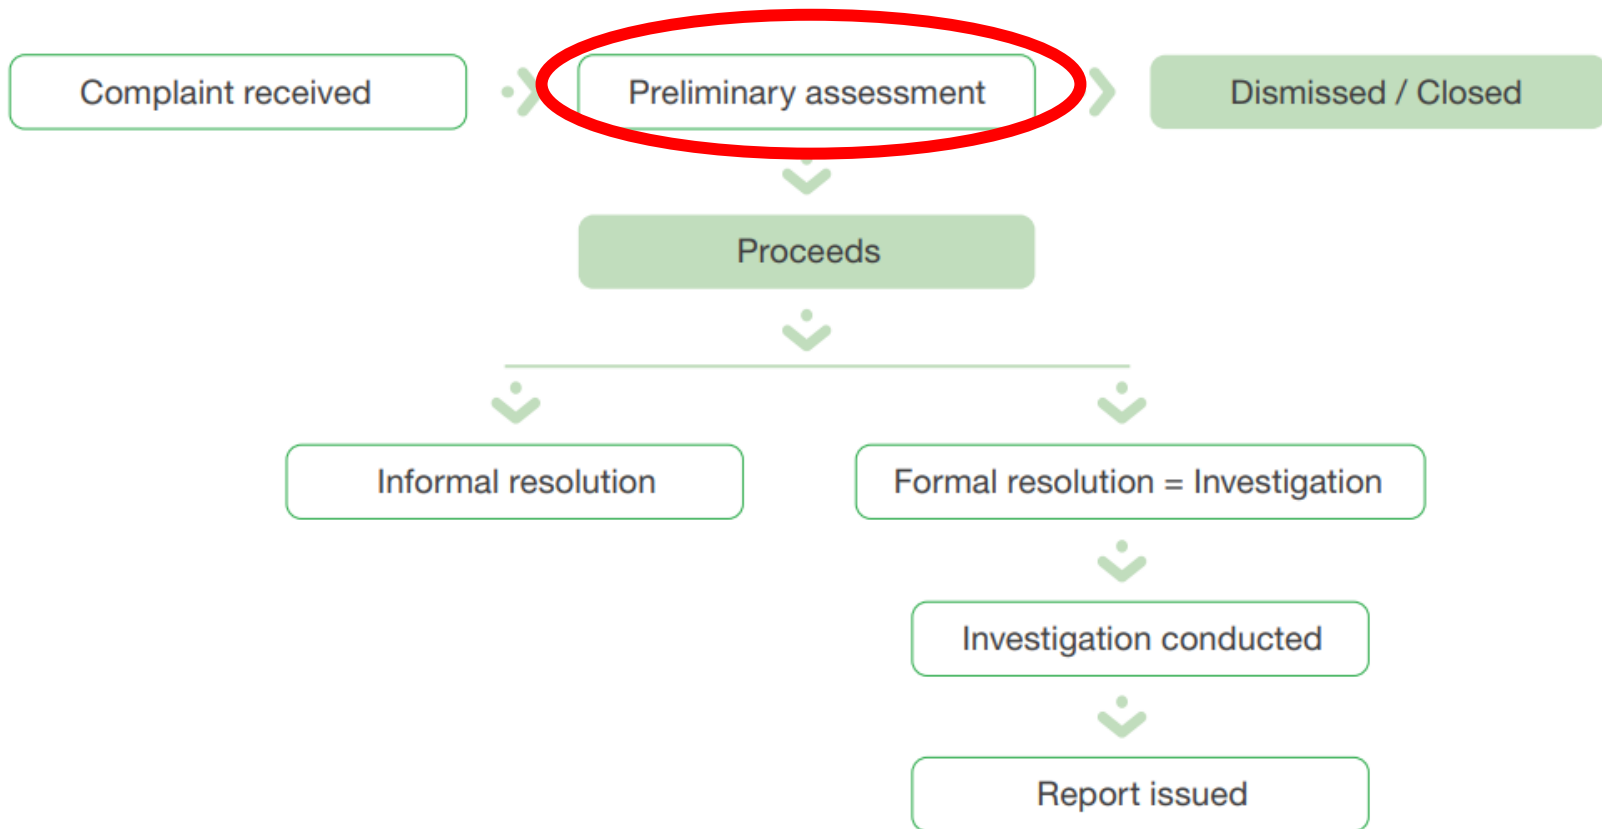 Complaint received
Preliminary assessment
Dismissed / Closed
Proceeds
Informal resolution
Formal resolution = Investigation
Investigation conducted
Report issued